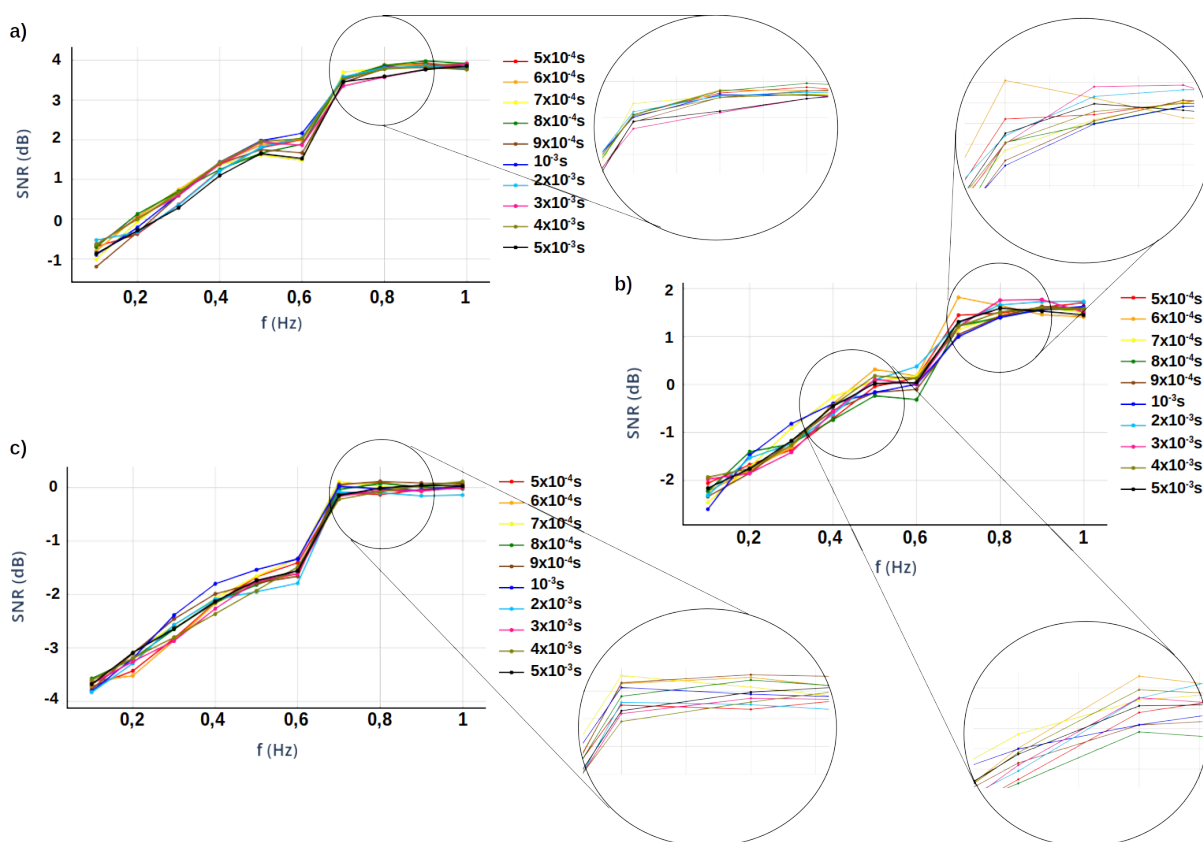 a)
SNR (dB)
4
3
2
1
0
-1
0,2
0,4
0,6
0,8
1
f (Hz)
5x10⁻⁴s
6x10⁻⁴s
7x10⁻⁴s
8x10⁻⁴s
9x10⁻⁴s
10⁻³s
2x10⁻³s
3x10⁻³s
4x10⁻³s
5x10⁻³s
b)
SNR (dB)
2
1
0
-1
-2
0,2
0,4
0,6
0,8
1
f (Hz)
5x10⁻⁴s
6x10⁻⁴s
7x10⁻⁴s
8x10⁻⁴s
9x10⁻⁴s
10⁻³s
2x10⁻³s
3x10⁻³s
4x10⁻³s
5x10⁻³s
c)
SNR (dB)
0
-1
-2
-3
-4
0,2
0,4
0,6
0,8
1
f (Hz)
5x10⁻⁴s
6x10⁻⁴s
7x10⁻⁴s
8x10⁻⁴s
9x10⁻⁴s
10⁻³s
2x10⁻³s
3x10⁻³s
4x10⁻³s
5x10⁻³s